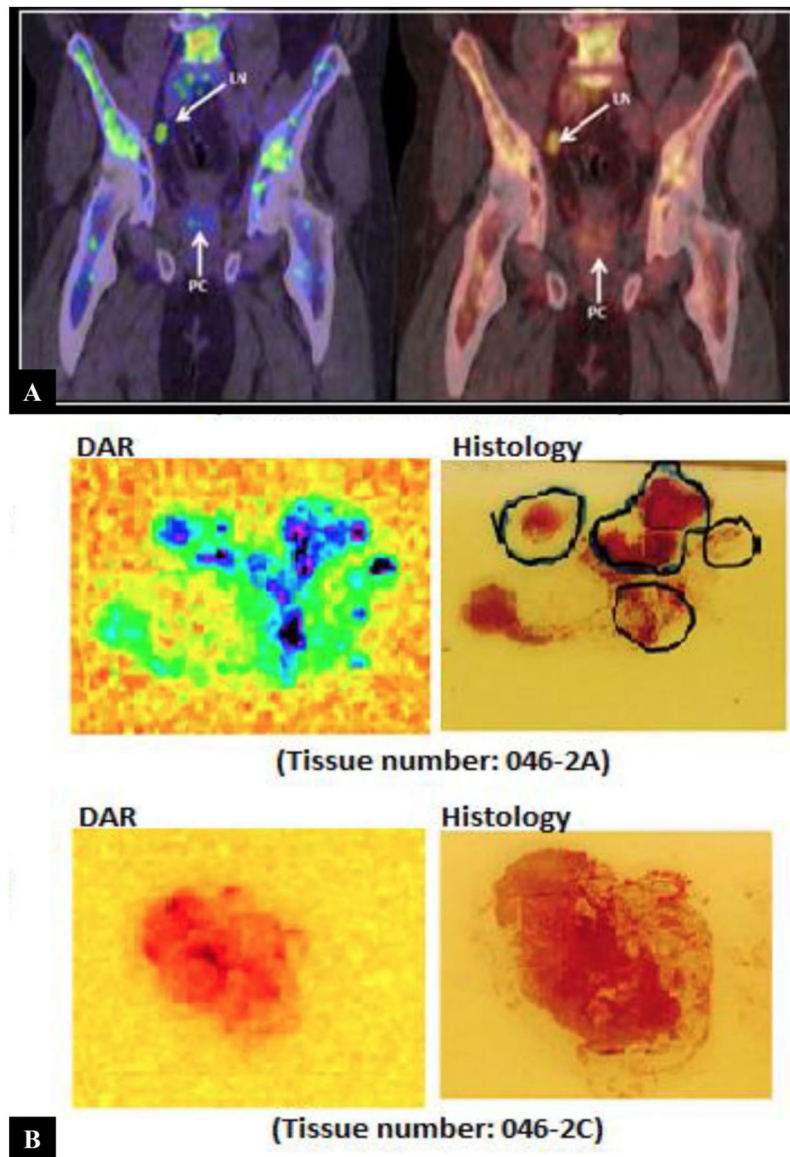 LN
LN
PC
PC
A
DAR Histology
(Tissue number: 046-2A)
DAR Histology
(Tissue number: 046-2C)
B